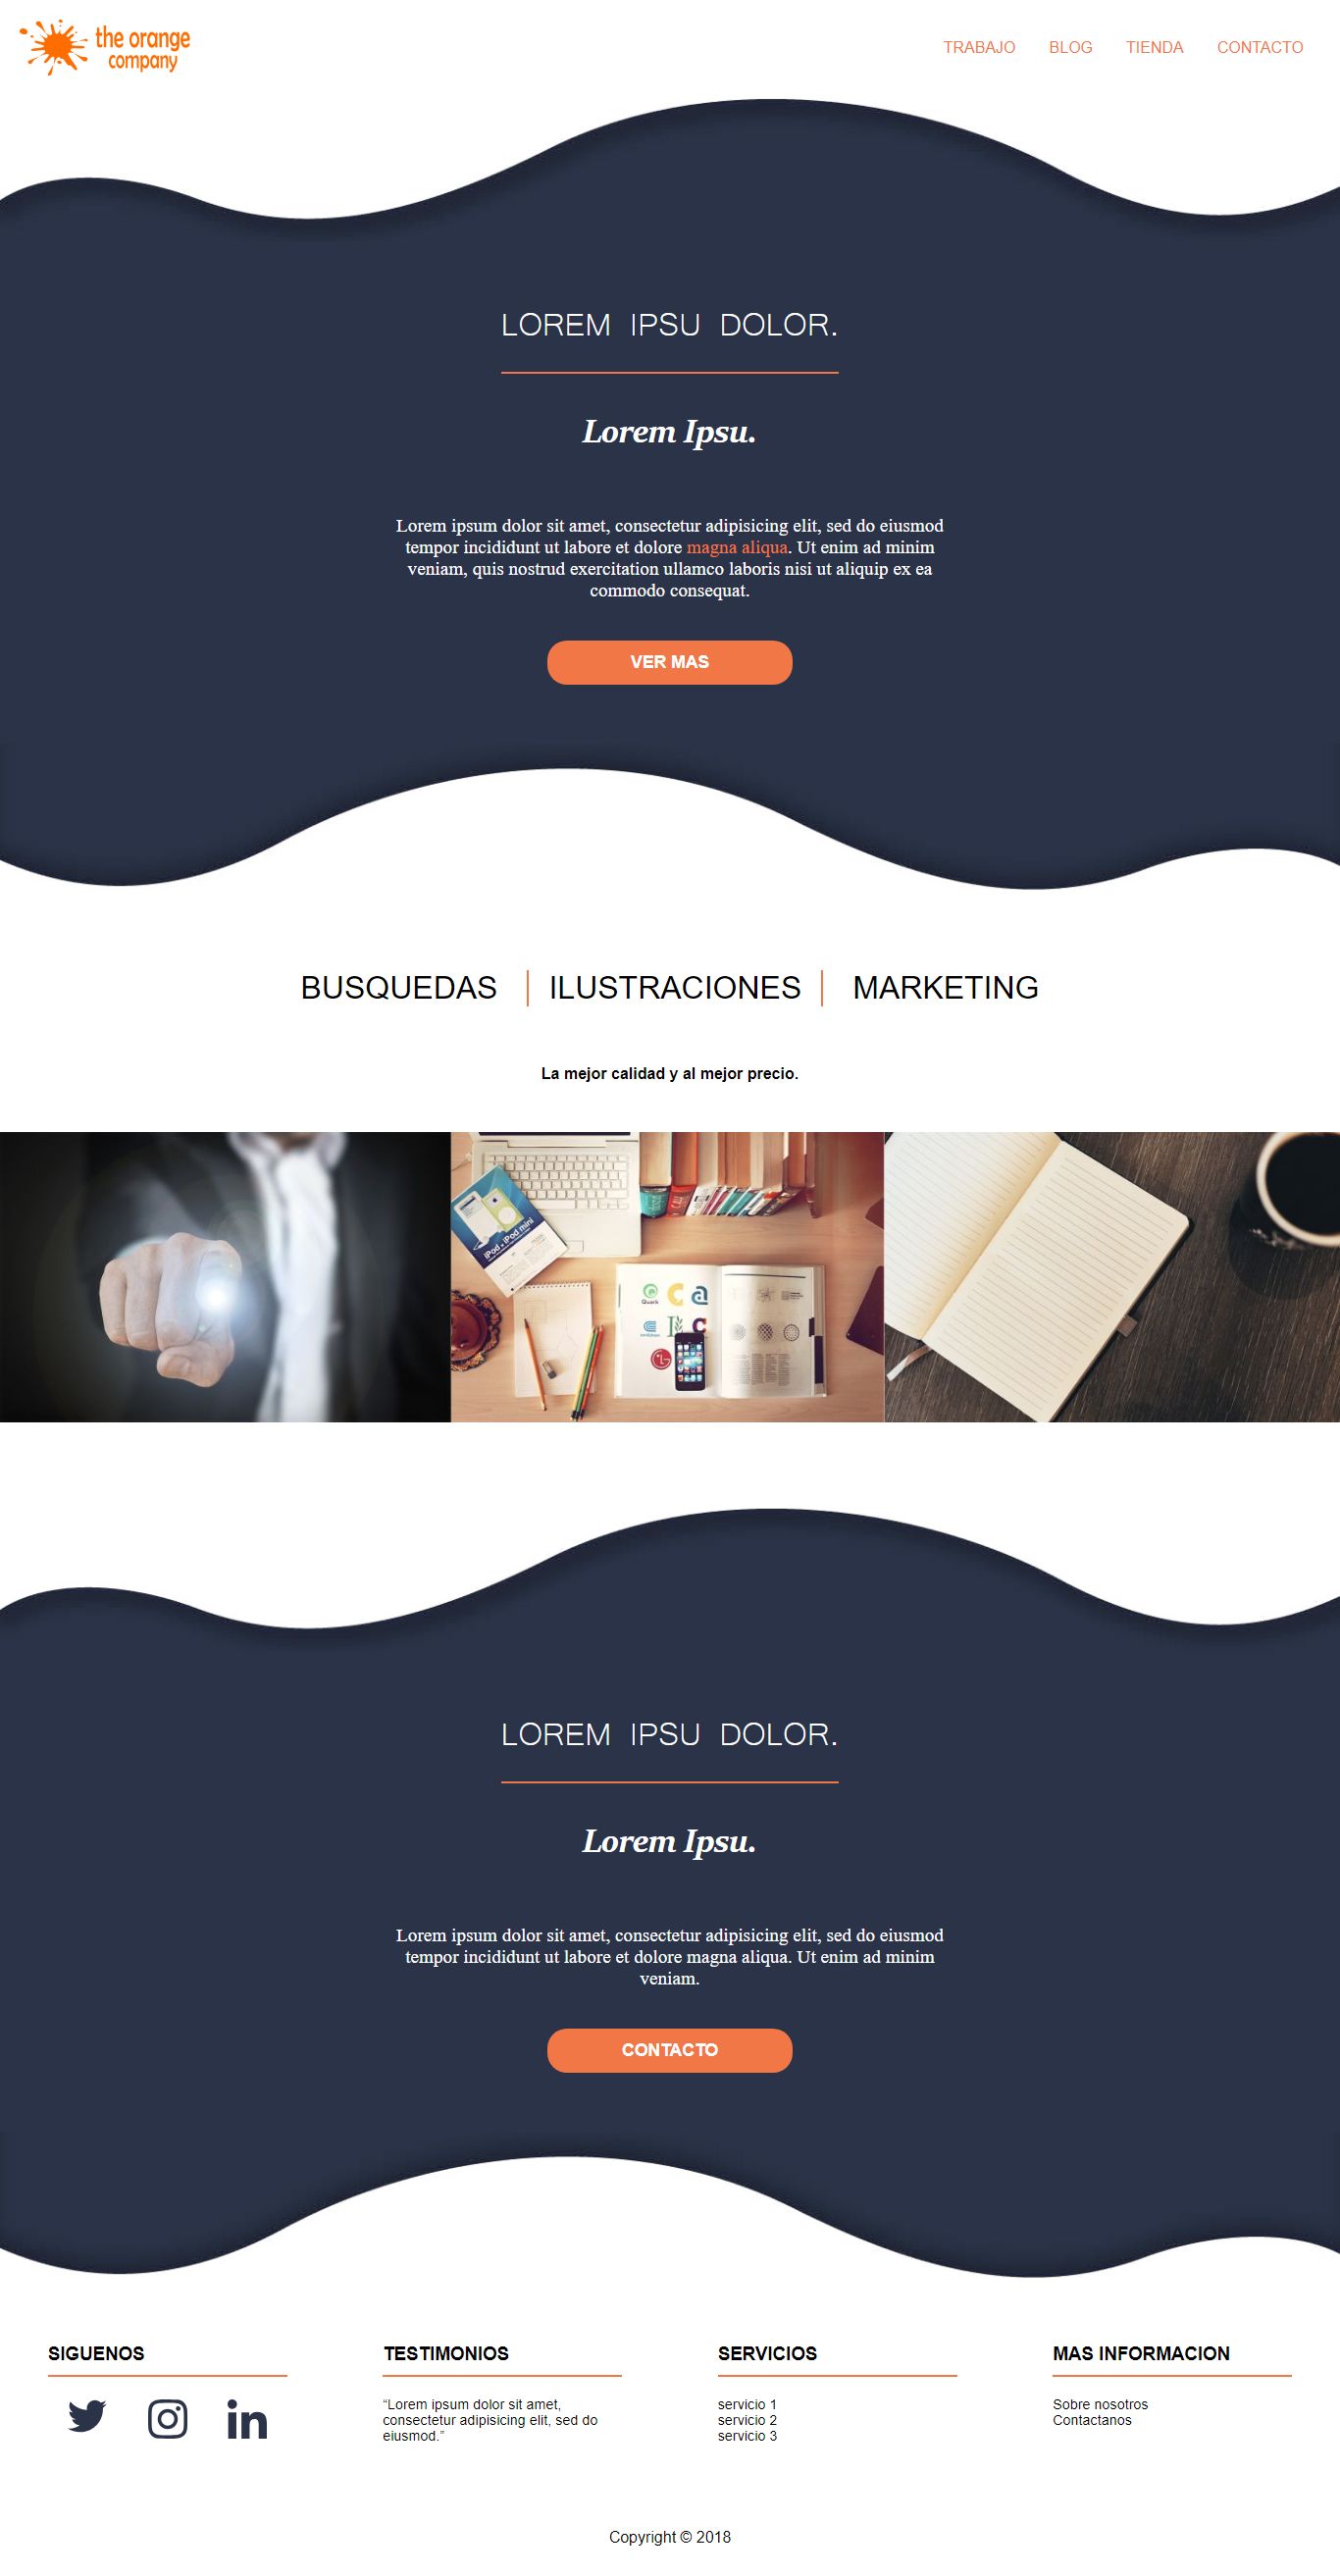 the orange
company
TRABAJO BLOG TIENDA CONTACTO
LOREM IPSU DOLOR.
Lorem Ipsu.
Lorem ipsum dolor sit amet, consectetur adipisicing elit, sed do eiusmod
tempor incididunt ut labore et dolore magna aliqua. Ut enim ad minim
veniam, quis nostrud exercitation ullamco laboris nisi ut aliquip ex ea
commodo consequat.
VER MAS
BUSQUEDAS ILUSTRACIONES MARKETING
La mejor calidad y al mejor precio.
iPod + iPod mini
Quark
LG
LOREM IPSU DOLOR.
Lorem Ipsu.
Lorem ipsum dolor sit amet, consectetur adipisicing elit, sed do eiusmod
tempor incididunt ut labore et dolore magna aliqua. Ut enim ad minim
veniam.
CONTACTO
SIGUENOS
in
TESTIMONIOS
“Lorem ipsum dolor sit amet,
consectetur adipisicing elit, sed do
eiusmod.”
SERVICIOS
servicio 1
servicio 2
servicio 3
MAS INFORMACION
Sobre nosotros
Contactanos
Copyright © 2018